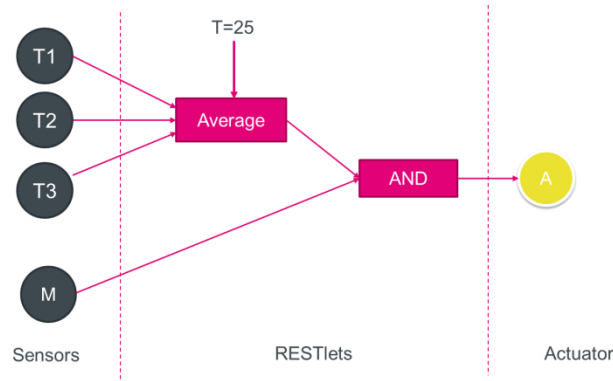 T=25
T1
T2
T3
Average
AND
A
M
Sensors
RESTlets
Actuator